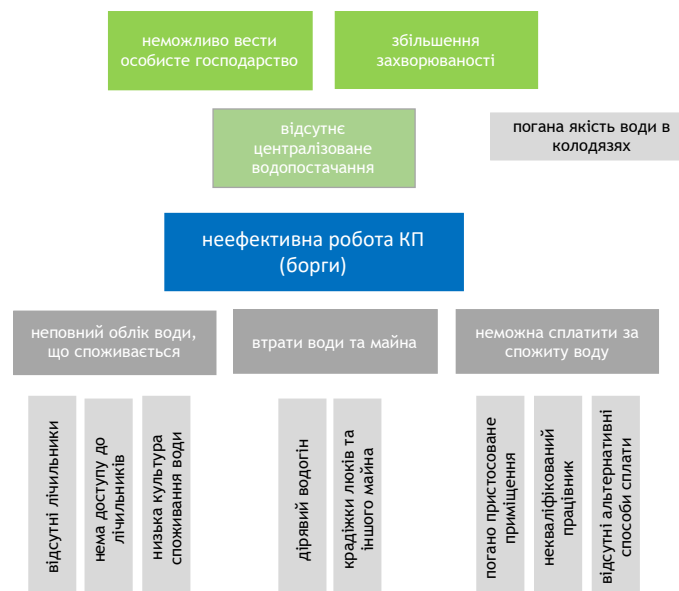 неможливо вести
особисте господарство
збільшення
захворюваності
відсутнє
централізоване
водопостачання
погана якість води в
колодязях
неефективна робота КП
(борги)
неповний облік води,
що споживається
втрати води та майна
неможна сплатити за
спожиту воду
відсутні лічильники
нема доступу до
лічильників
низька культура
споживання води
дірявий водогін
крадіжки люків та
іншого майна
погано пристосоване
приміщення
некваліфікований
працівник
відсутні альтернативні
способи сплати